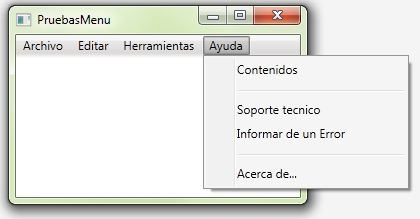 PruebasMenu
Archivo Editar Herramientas Ayuda
Contenidos
Soporte tecnico
Informar de un Error
Acerca de...